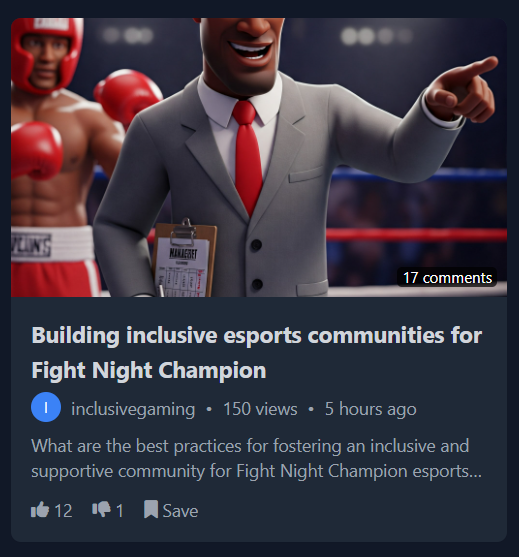 MANAGIET
17 comments
Building inclusive esports communities for
Fight Night Champion
I inclusivegaming • 150 views • 5 hours ago
What are the best practices for fostering an inclusive and
supportive community for Fight Night Champion esports...
12 1 Save